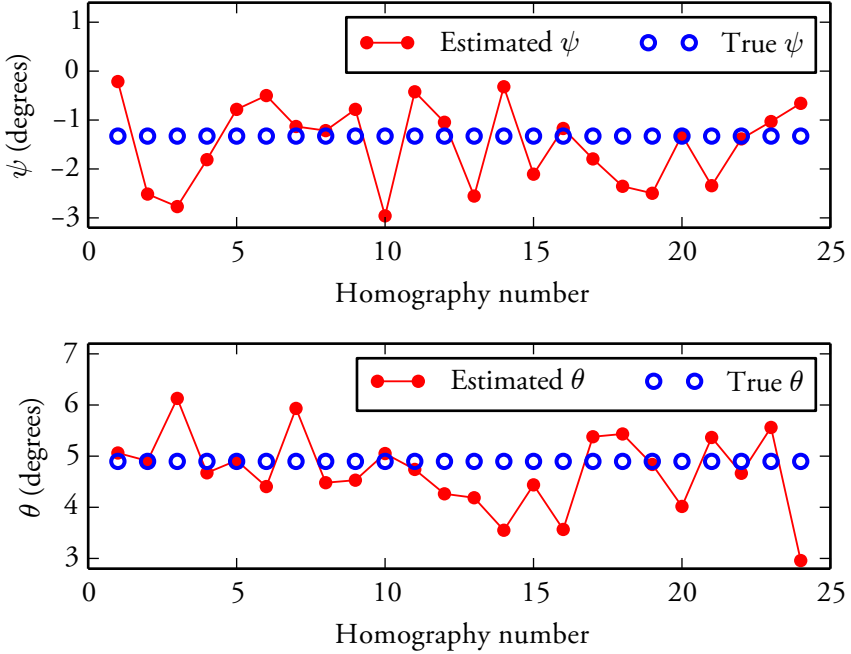 1
0
−1
−2
−3
ψ (degrees)
Estimated ψ True ψ
0 5 10 15 20 25
Homography number
7
6
5
4
3
θ (degrees)
Estimated θ True θ
0 5 10 15 20 25
Homography number